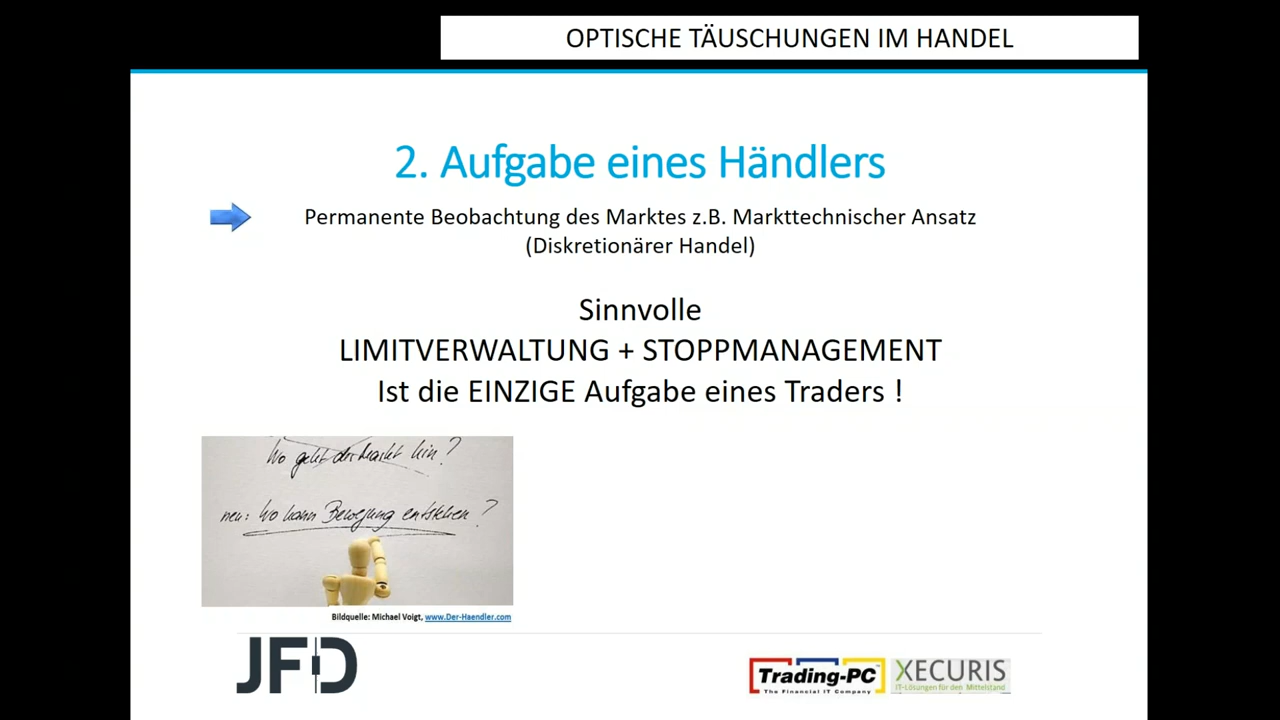 OPTISCHE TÄUSCHUNGEN IM HANDEL
2. Aufgabe eines Händlers
Permanente Beobachtung des Marktes z.B. Markttechnischer Ansatz
(Diskretionärer Handel)
Sinnvolle
LIMITVERWALTUNG + STOPPMANAGEMENT
Ist die EINZIGE Aufgabe eines Traders !
Wo geht der Markt hin?
neu: Wo kann Bewegung entstehen?
Bildquelle: Michael Voigt, www.Der-Haendler.com
JFD
Trading-PC
The Financial IT Company
XECURIS
IT-Lösungen für den Mittelstand